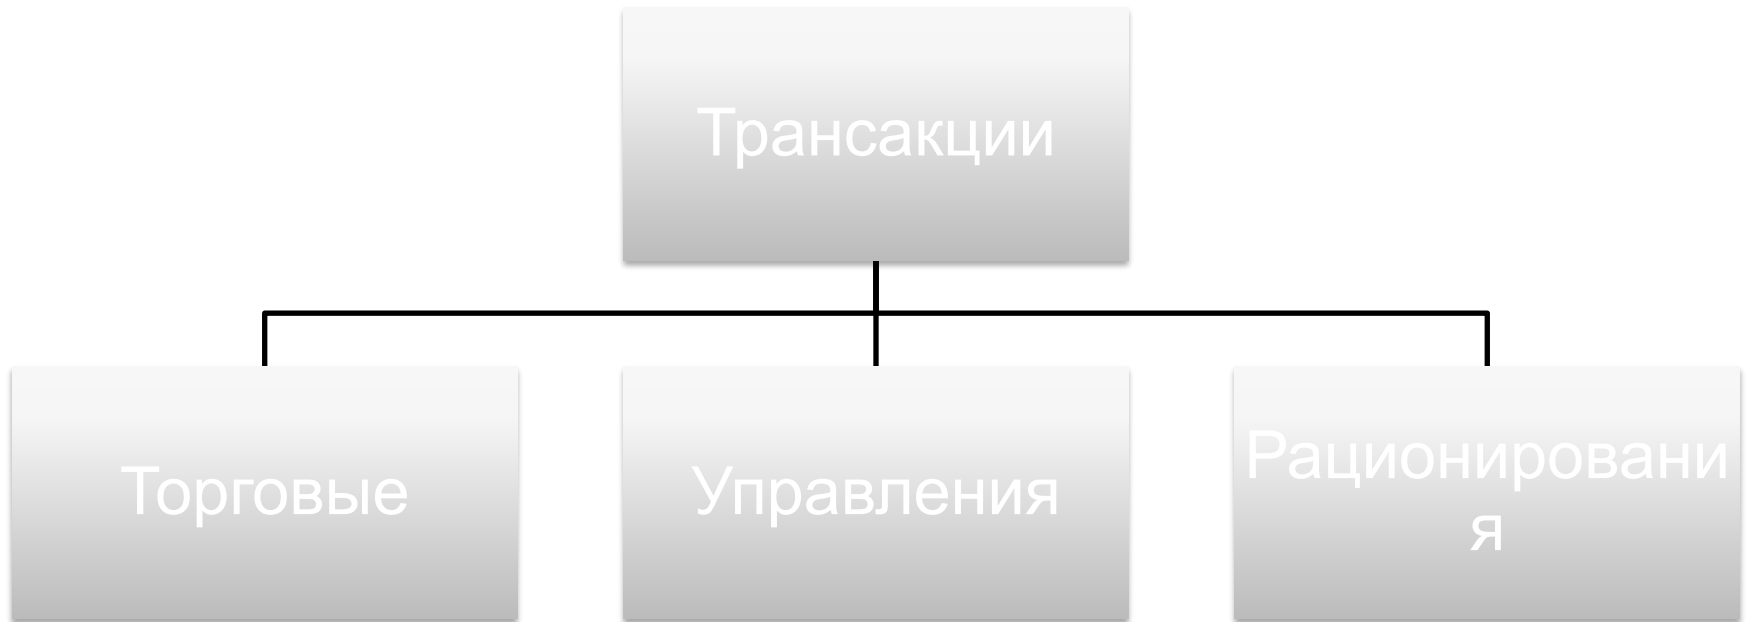 Трансакции
Торговые
Управления
Рационировани
я